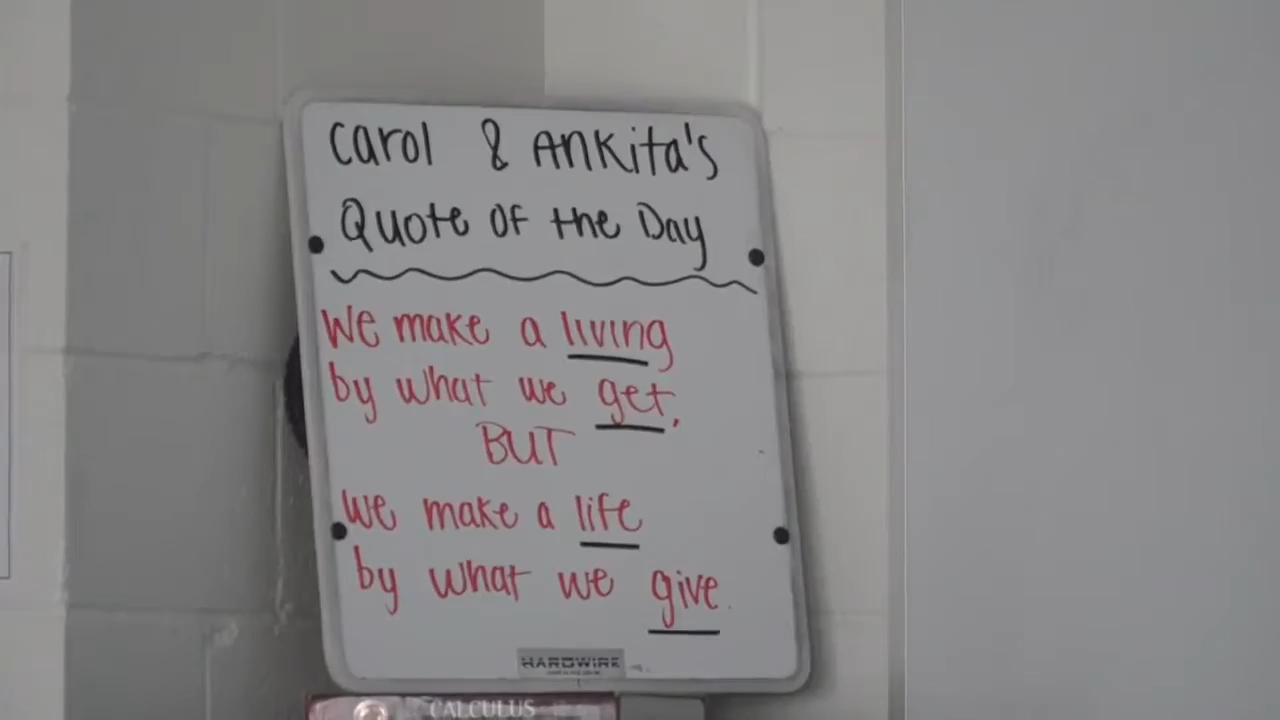 Carol & Ankita's
Quote of the Day
We make a living
by what we get,
BUT
we make a life
by what we give.
HARDWIRE
CALCULUS